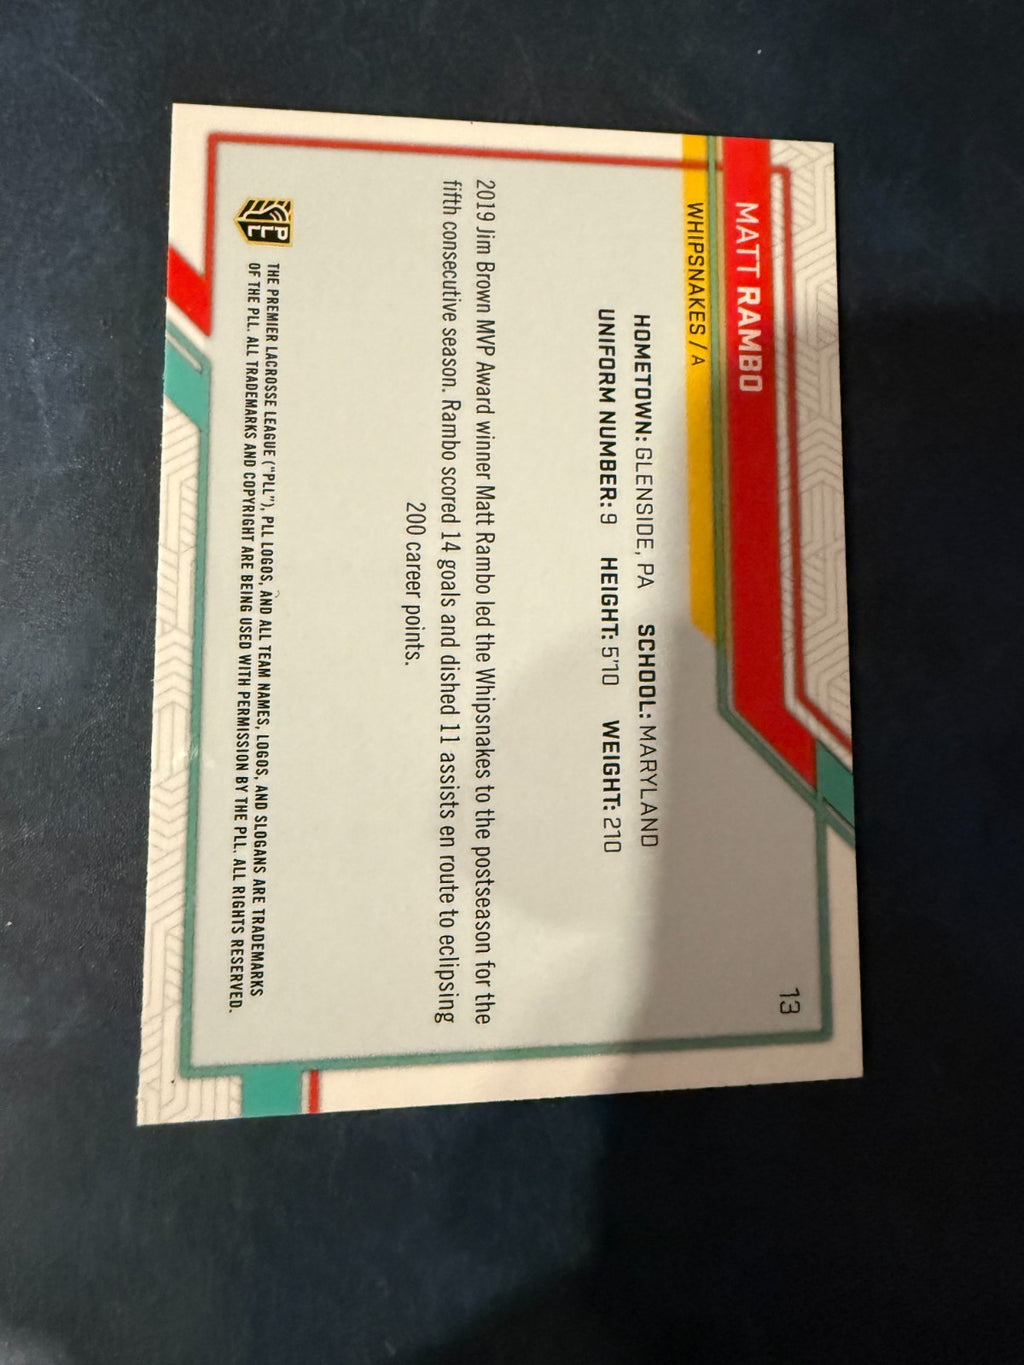 13
MATT RAMBO
WHIPSNAKES / A
HOMETOWN: GLENSIDE, PA SCHOOL: MARYLAND
UNIFORM NUMBER: 9 HEIGHT: 5'10 WEIGHT: 210
2019 Jim Brown MVP Award winner Matt Rambo led the Whipsnakes to the postseason for the
fifth consecutive season. Rambo scored 14 goals and dished 11 assists en route to eclipsing
200 career points.
PLL
THE PREMIER LACROSSE LEAGUE ("PLL"), PLL LOGOS, AND ALL TEAM NAMES, LOGOS, AND SLOGANS ARE TRADEMARKS
OF THE PLL. ALL TRADEMARKS AND COPYRIGHT ARE BEING USED WITH PERMISSION BY THE PLL. ALL RIGHTS RESERVED.